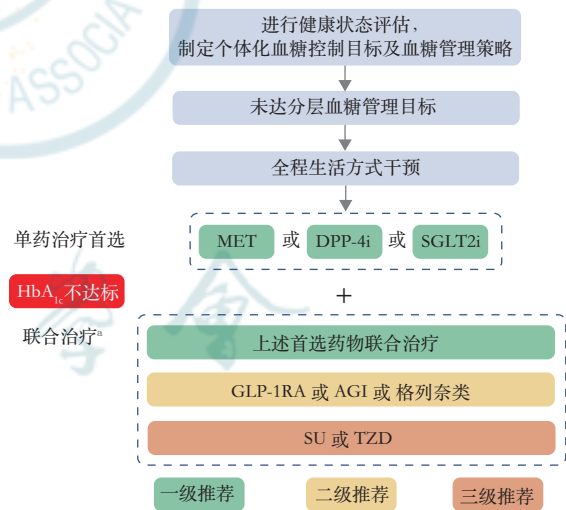 进行健康状态评估，
制定个体化血糖控制目标及血糖管理策略
ASSOCIA
未达分层血糖管理目标
全程生活方式干预
单药治疗首选
MET 或 DPP-4i 或 SGLT2i
HbA1c不达标
+
联合治疗a
上述首选药物联合治疗
GLP-1RA 或 AGI 或 格列奈类
SU 或 TZD
一级推荐 二级推荐 三级推荐
学会